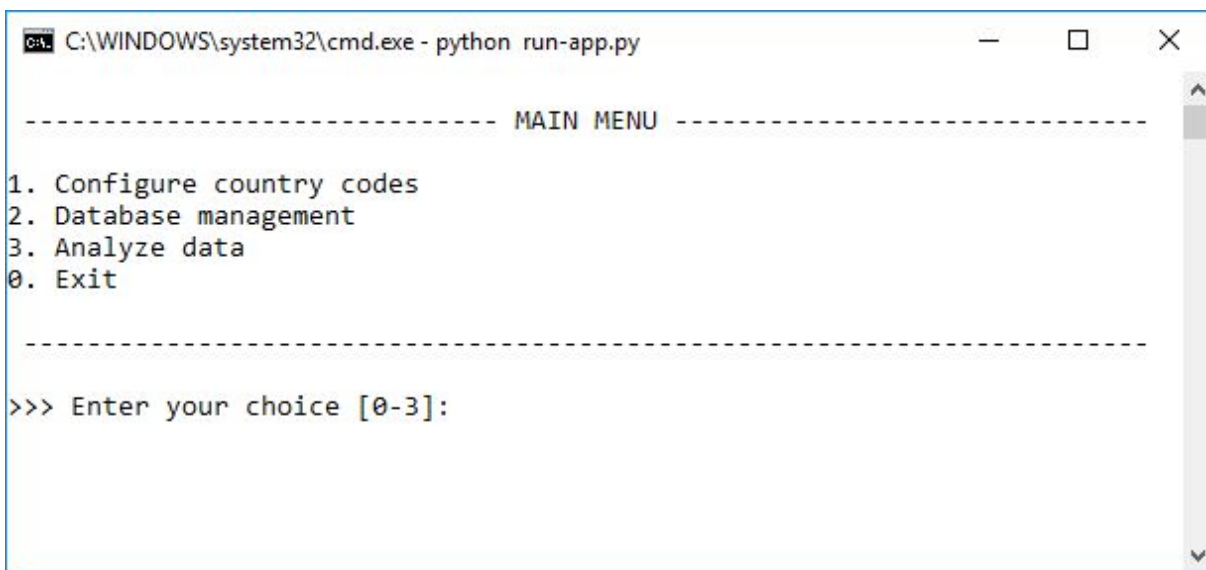 C:\WINDOWS\system32\cmd.exe - python run-app.py
------------------------------ MAIN MENU ------------------------------
1. Configure country codes
2. Database management
3. Analyze data
0. Exit
-----------------------------------------------------------------------
>>> Enter your choice [0-3]: